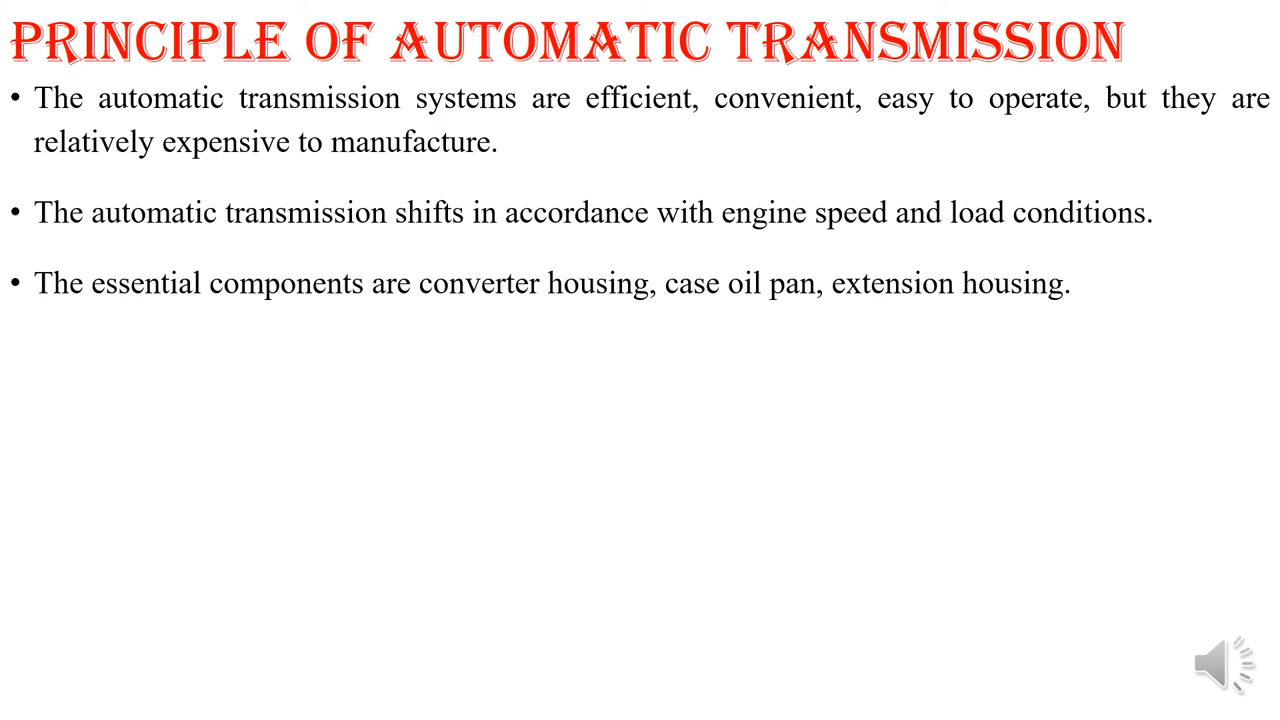 PRINCIPLE OF AUTOMATIC TRANSMISSION
• The automatic transmission systems are efficient, convenient, easy to operate, but they are
relatively expensive to manufacture.
• The automatic transmission shifts in accordance with engine speed and load conditions.
• The essential components are converter housing, case oil pan, extension housing.